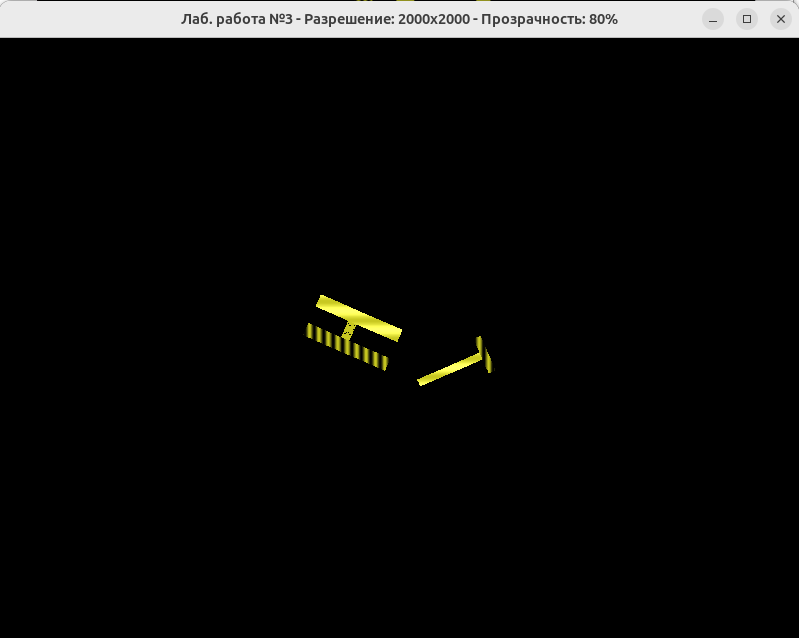 Лаб. работа №3 - Разрешение: 2000x2000 - Прозрачность: 80%